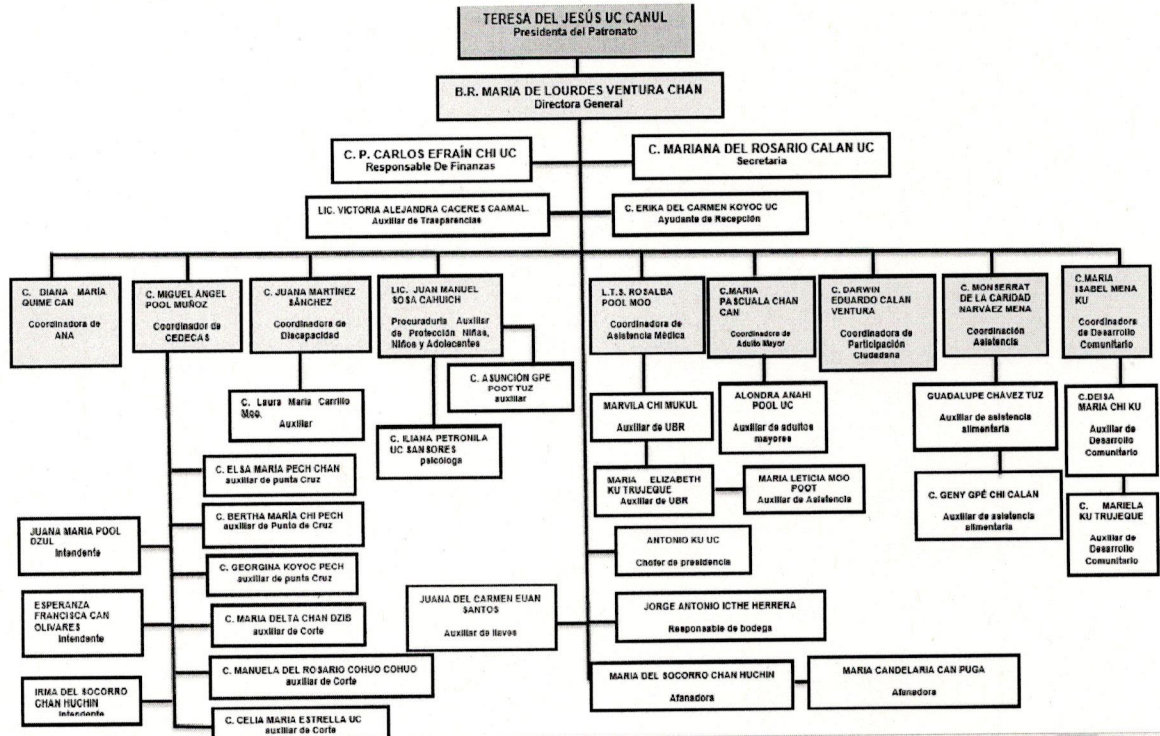 TERESA DEL JESÚS UC CANUL
Presidenta del Patronato
B.R. MARIA DE LOURDES VENTURA CHAN
Directora General
C. P. CARLOS EFRAÍN CHI UC
Responsable De Finanzas
C. MARIANA DEL ROSARIO CALAN UC
Secretaria
LIC. VICTORIA ALEJANDRA CACERES CAAMAL.
Auxiliar de Trasparencias
C. ERIKA DEL CARMEN KOYOC UC
Ayudante de Recepción
C. DIANA MARÍA
QUIME CAN
Coordinadora de
ANA
C. MIGUEL ÁNGEL
POOL MUÑOZ
Coordinador de
CEDECAS
C. JUANA MARTÍNEZ
SÁNCHEZ
Coordinadora de
Discapacidad
LIC. JUAN MANUEL
SOSA CAHUICH
Procuraduría Auxiliar
de Protección Niñas,
Niños y Adolecentes
L.T.S. ROSALBA
POOL MOO
Coordinadora de
Asistencia Médica
C.MARIA
PASCUALA CHAN
CAN
Coordinadora de
Adulto Mayor
C. DARWIN
EDUARDO CALAN
VENTURA
Coordinación de
Participación
Ciudadana
C. MONSERRAT
DE LA CARIDAD
NARVAEZ MENA
Coordinación
Asistencia
C.MARIA
ISABEL MENA
KU
Coordinadora
de Desarrollo
Comunitario
C. Laura Maria Carrillo
Moo.
Auxiliar
C. ASUNCIÓN GPE
POOT TUZ
auxiliar
C. ILIANA PETRONILA
UC SANSORES
psicóloga
MARVILA CHI MUKUL
Auxiliar de UBR
ALONDRA ANAHI
POOL UC
Auxiliar de adultos
mayores
GUADALUPE CHÁVEZ TUZ
Auxiliar de asistencia
alimentaria
C.DEISA
MARIA CHI KU
Auxiliar de
Desarrollo
Comunitario
MARIA ELIZABETH
KU TRUJEQUE
Auxiliar de UBR
MARIA LETICIA MOO
POOT
Auxiliar de Asistencia
C. GENY GPÉ CHI CALAN
Auxiliar de asistencia
alimentaria
C. MARIELA
KU TRUJEQUE
Auxiliar de
Desarrollo
Comunitario
C. ELSA MARÍA PECH CHAN
auxiliar de punta Cruz
C. BERTHA MARÍA CHI PECH
auxiliar de Punto de Cruz
JUANA MARIA POOL
DZUL
Intendente
C. GEORGINA KOYOC PECH
auxiliar de punta Cruz
ESPERANZA
FRANCISCA CAN
OLIVARES
Intendente
C. MARIA DELTA CHAN DZIB
auxiliar de Corte
C. MANUELA DEL ROSARIO COHUO COHUO
auxiliar de Corte
IRMA DEL SOCORRO
CHAN HUCHIN
Intendente
C. CELIA MARIA ESTRELLA UC
auxiliar de Corte
ANTONIO KU UC
Chofer de presidencia
JUANA DEL CARMEN EUAN
SANTOS
Auxiliar de llaves
JORGE ANTONIO ICTHE HERRERA
Responsable de bodega
MARIA DEL SOCORRO CHAN HUCHIN
Afanadora
MARIA CANDELARIA CAN PUGA
Afanadora